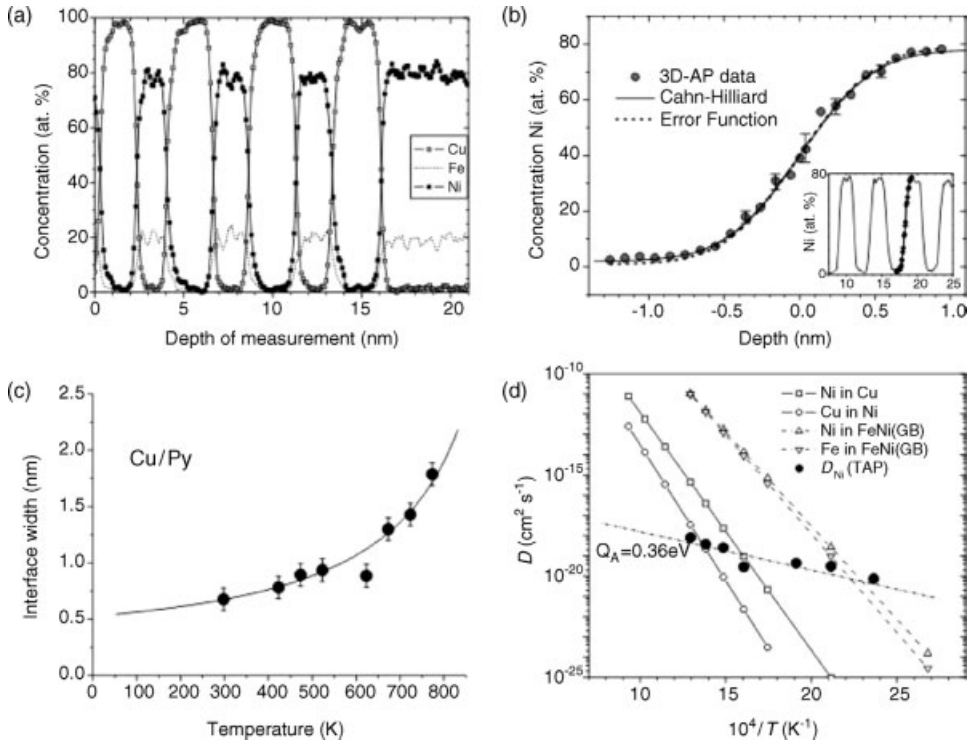 (a)
Concentration (at. %)
100
80
60
40
20
0
Cu
Fe
Ni
0
5
10
15
20
Depth of measurement (nm)
(b)
Concentration Ni (at. %)
80
60
40
20
0
3D-AP data
Cahn-Hilliard
Error Function
Ni (at. %)
80
0
10
15
20
25
-1.0
-0.5
0.0
0.5
1.0
Depth (nm)
(c)
Interface width (nm)
2.5
2.0
1.5
1.0
0.5
0.0
Cu/Py
0
100
200
300
400
500
600
700
800
Temperature (K)
(d)
D (cm² s⁻¹)
10⁻¹⁰
10⁻¹⁵
10⁻²⁰
10⁻²⁵
Ni in Cu
Cu in Ni
Ni in FeNi(GB)
Fe in FeNi(GB)
D_Ni (TAP)
Q_A=0.36eV
10
15
20
25
10⁴/T (K⁻¹)